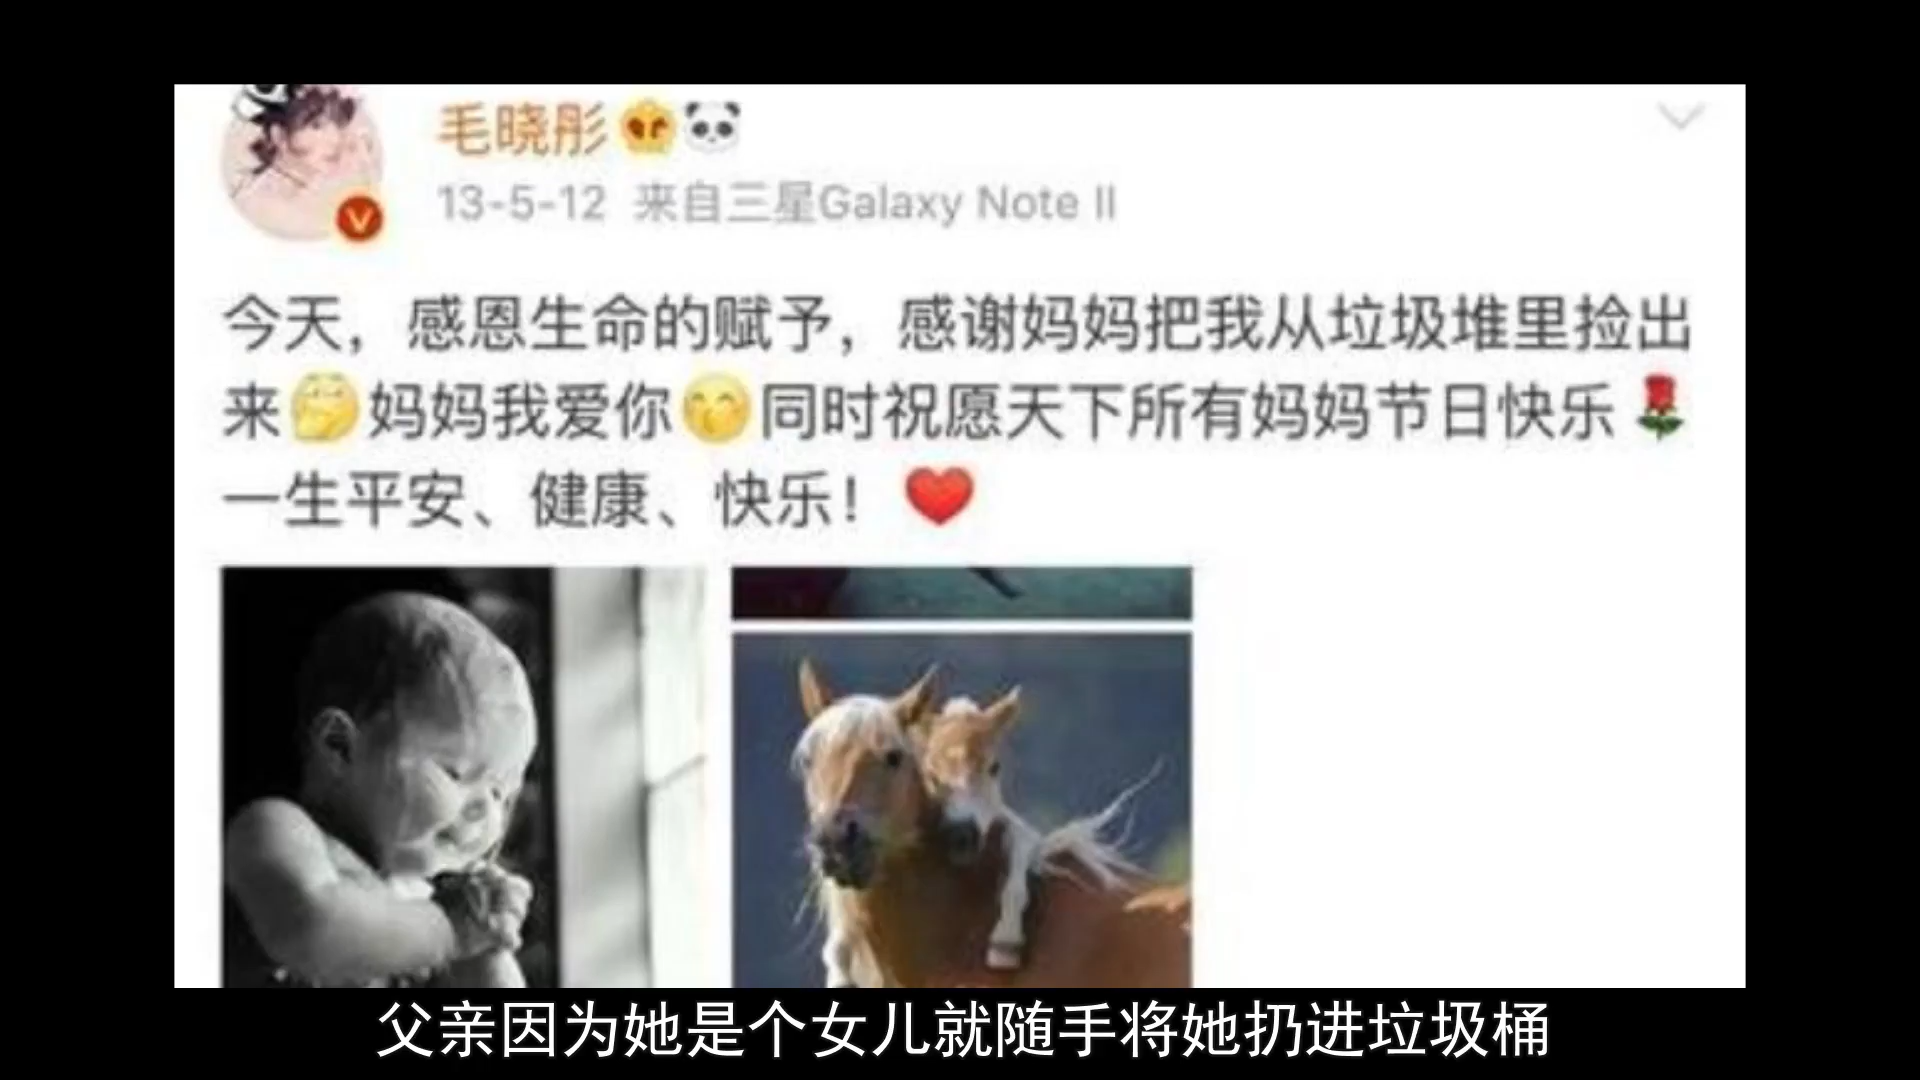 毛晓彤
13-5-12 来自三星Galaxy Note II
今天，感恩生命的赋予，感谢妈妈把我从垃圾堆里捡出
来妈妈我爱你同时祝愿天下所有妈妈节日快乐
一生平安、健康、快乐！
父亲因为她是个女儿就随手将她扔进垃圾桶